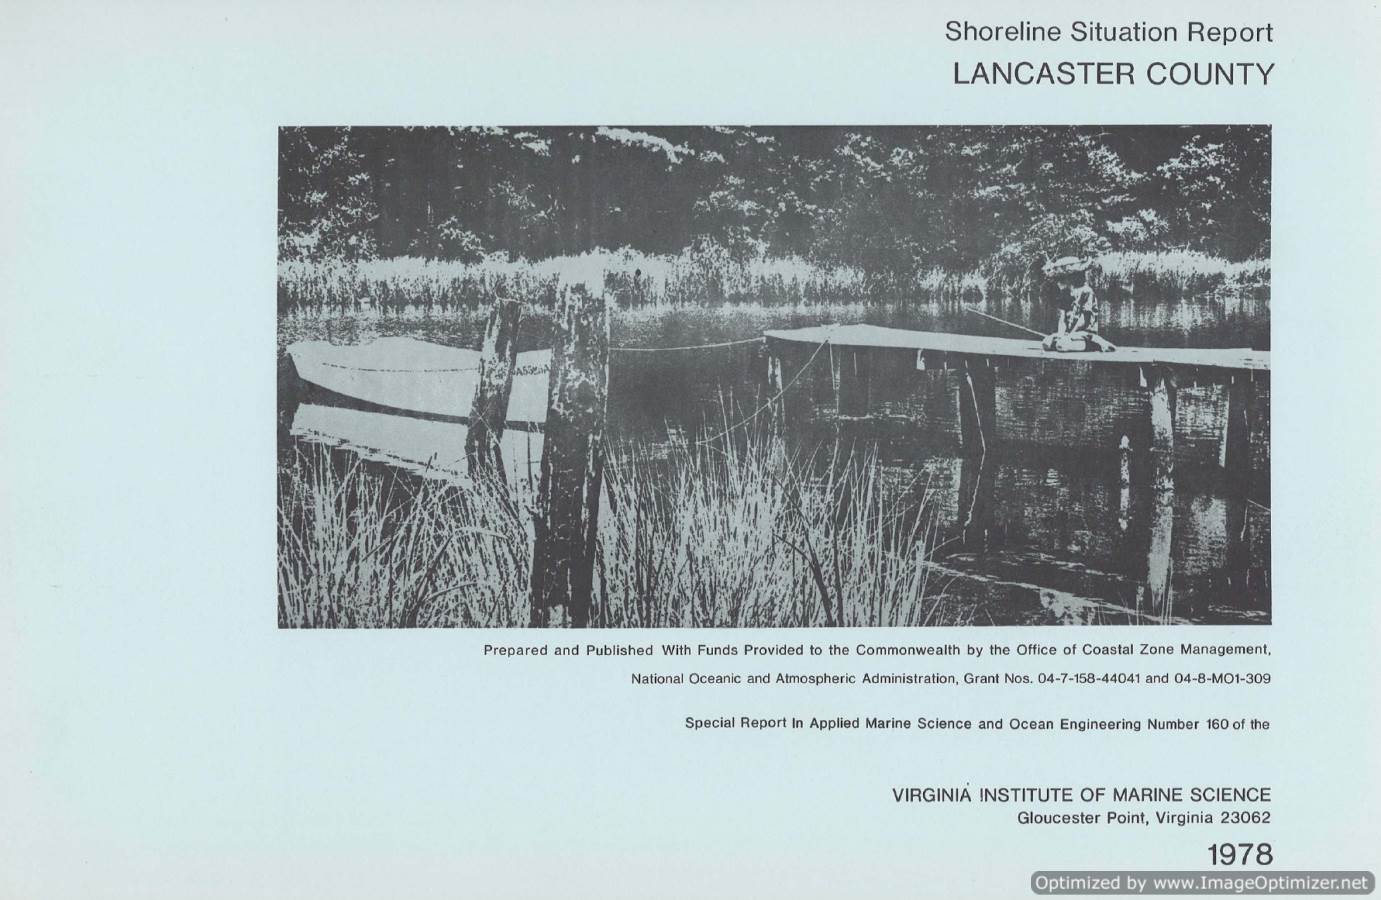 Shoreline Situation Report
LANCASTER COUNTY
Prepared and Published With Funds Provided to the Commonwealth by the Office of Coastal Zone Management,
National Oceanic and Atmospheric Administration, Grant Nos. 04-7-158-44041 and 04-8-MO1-309
Special Report In Applied Marine Science and Ocean Engineering Number 160 of the
VIRGINIA INSTITUTE OF MARINE SCIENCE
Gloucester Point, Virginia 23062
1978
Optimized by www.ImageOptimizer.net